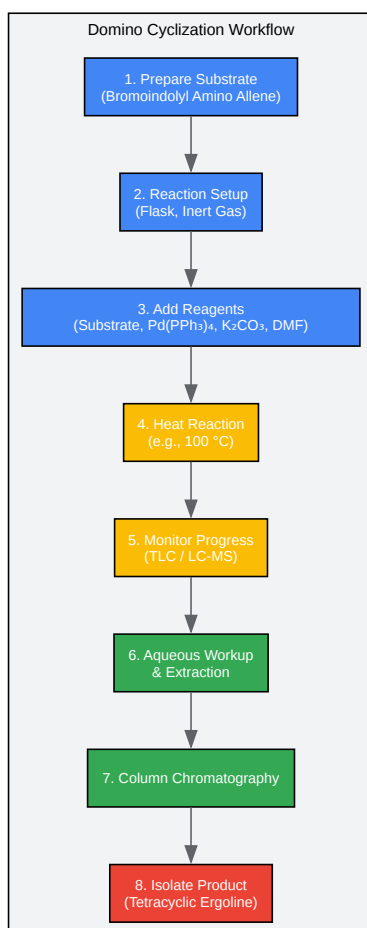 Domino Cyclization Workflow
1. Prepare Substrate
(Bromoindolyl Amino Allene)
2. Reaction Setup
(Flask, Inert Gas)
3. Add Reagents
(Substrate, Pd(PPh₃)₄, K₂CO₃, DMF)
4. Heat Reaction
(e.g., 100 °C)
5. Monitor Progress
(TLC / LC-MS)
6. Aqueous Workup
& Extraction
7. Column Chromatography
8. Isolate Product
(Tetracyclic Ergoline)